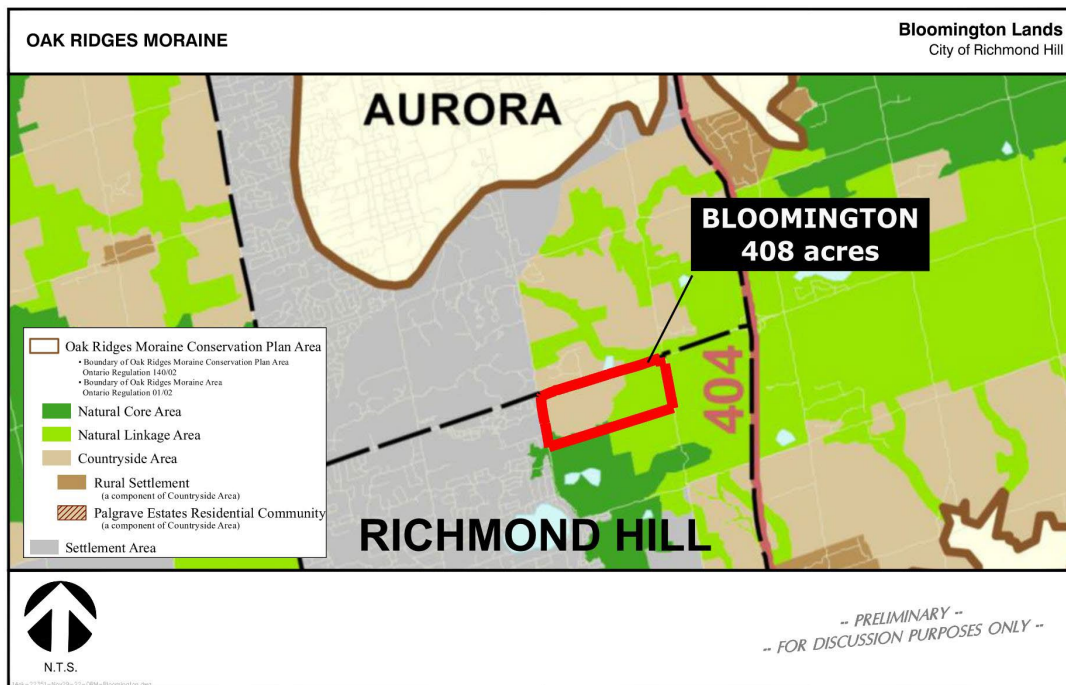 OAK RIDGES MORAINE
Bloomington Lands
City of Richmond Hill
AURORA
BLOOMINGTON
408 acres
404
RICHMOND HILL
Oak Ridges Moraine Conservation Plan Area
• Boundary of Oak Ridges Moraine Conservation Plan Area
Ontario Regulation 140/02
• Boundary of Oak Ridges Moraine Area
Ontario Regulation 01/02
Natural Core Area
Natural Linkage Area
Countryside Area
Rural Settlement
(a component of Countryside Area)
Palgrave Estates Residential Community
(a component of Countryside Area)
Settlement Area
N.T.S.
-- PRELIMINARY --
-- FOR DISCUSSION PURPOSES ONLY --